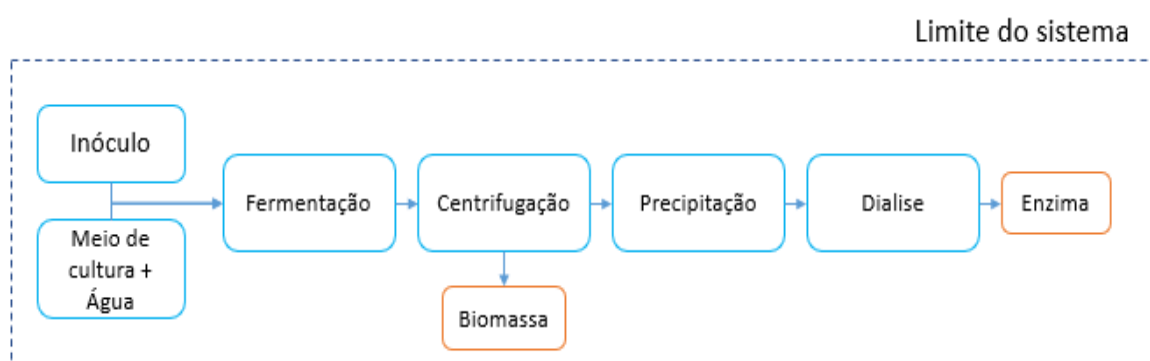 Limite do sistema
Inóculo
Meio de
cultura +
Água
Fermentação
Centrifugação
Precipitação
Dialise
Enzima
Biomassa